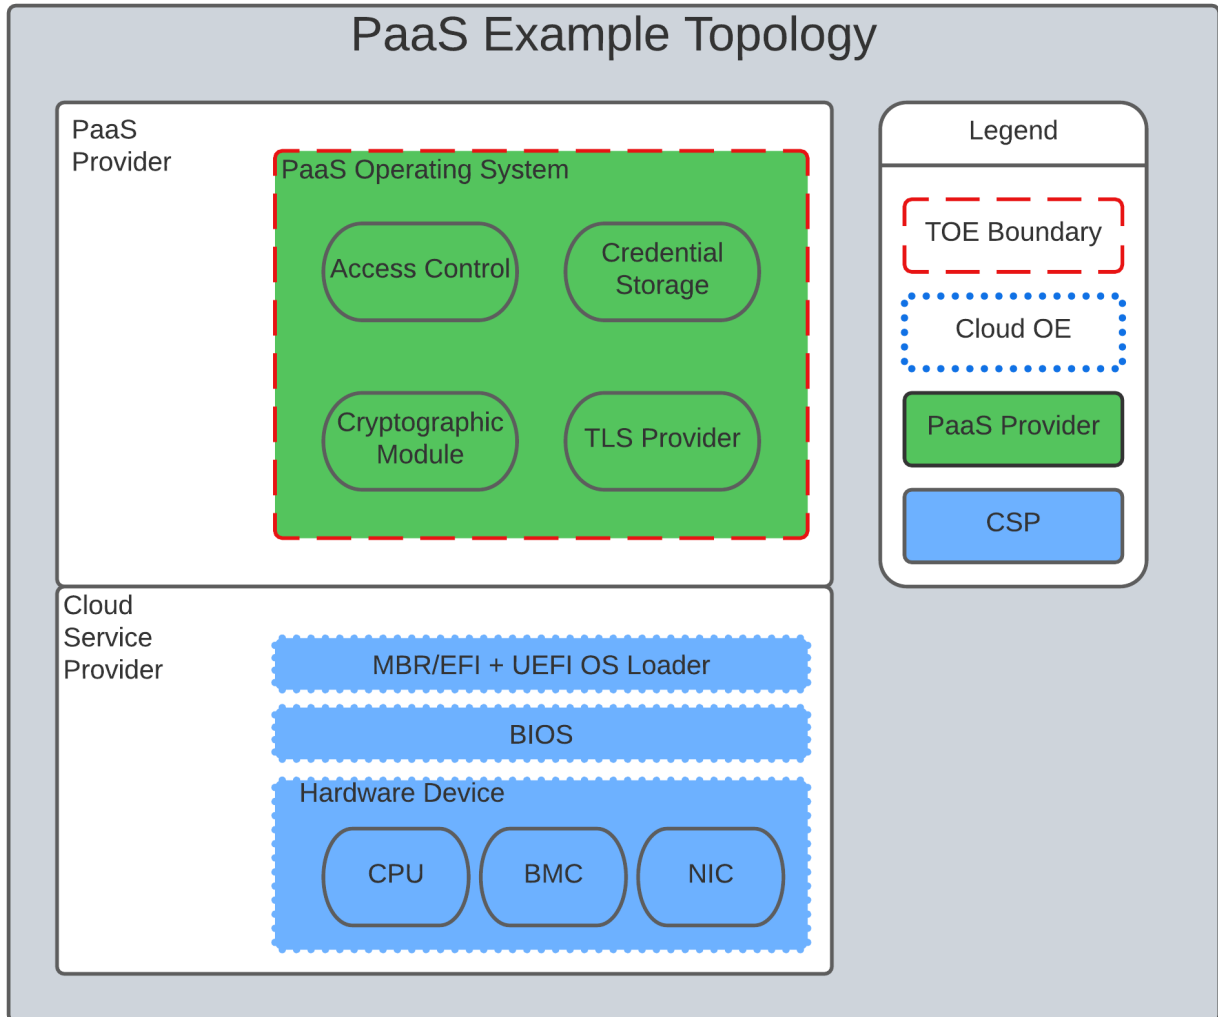 PaaS Example Topology
PaaS
Provider
PaaS Operating System
Access Control
Credential
Storage
Cryptographic
Module
TLS Provider
Cloud
Service
Provider
MBR/EFI + UEFI OS Loader
BIOS
Hardware Device
CPU
BMC
NIC
Legend
TOE Boundary
Cloud OE
PaaS Provider
CSP